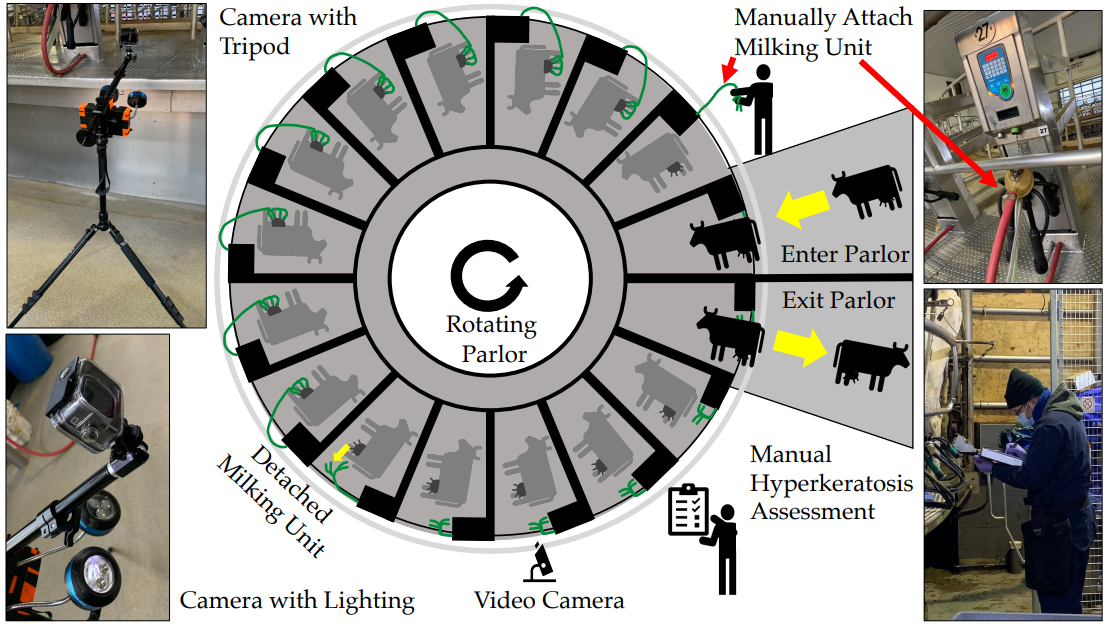 Camera with
Tripod
Manually Attach
Milking Unit
27
27
Enter Parlor
Exit Parlor
Rotating
Parlor
Detached
Milking Unit
Manual
Hyperkeratosis
Assessment
Camera with Lighting
Video Camera